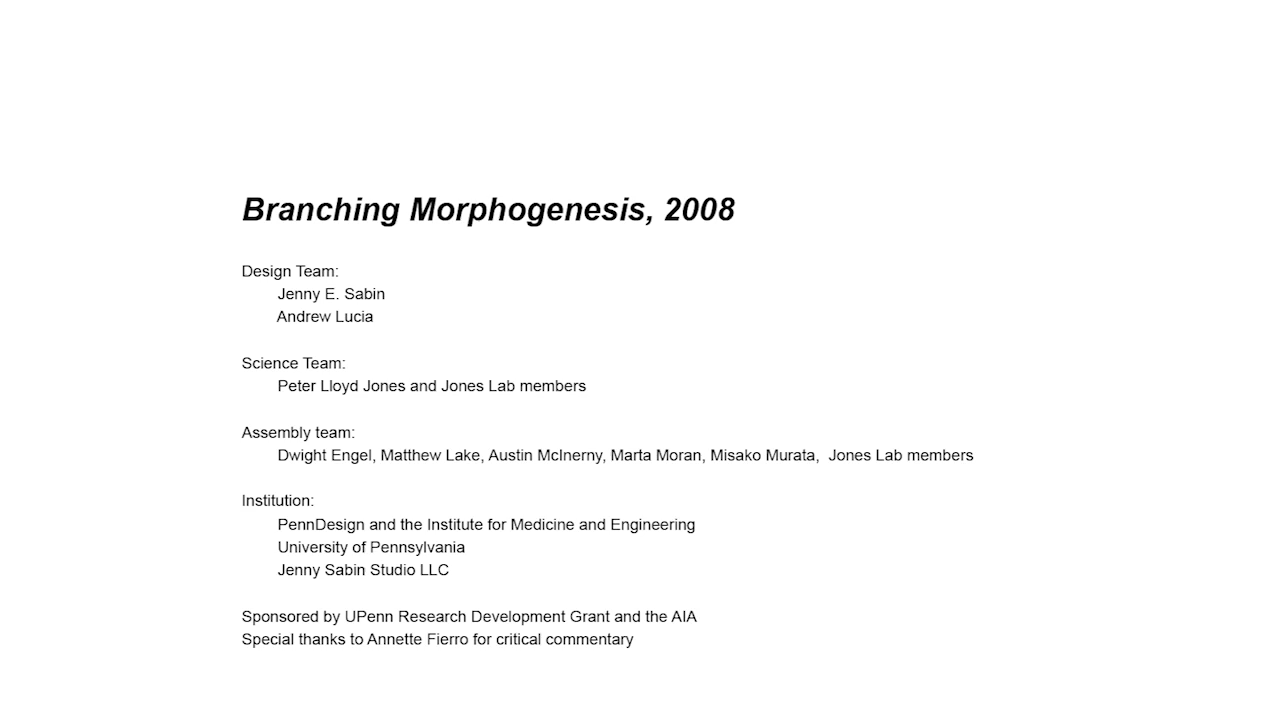 Branching Morphogenesis, 2008
Design Team:
Jenny E. Sabin
Andrew Lucia
Science Team:
Peter Lloyd Jones and Jones Lab members
Assembly team:
Dwight Engel, Matthew Lake, Austin McInerny, Marta Moran, Misako Murata,  Jones Lab members
Institution:
PennDesign and the Institute for Medicine and Engineering
University of Pennsylvania
Jenny Sabin Studio LLC
Sponsored by UPenn Research Development Grant and the AIA
Special thanks to Annette Fierro for critical commentary